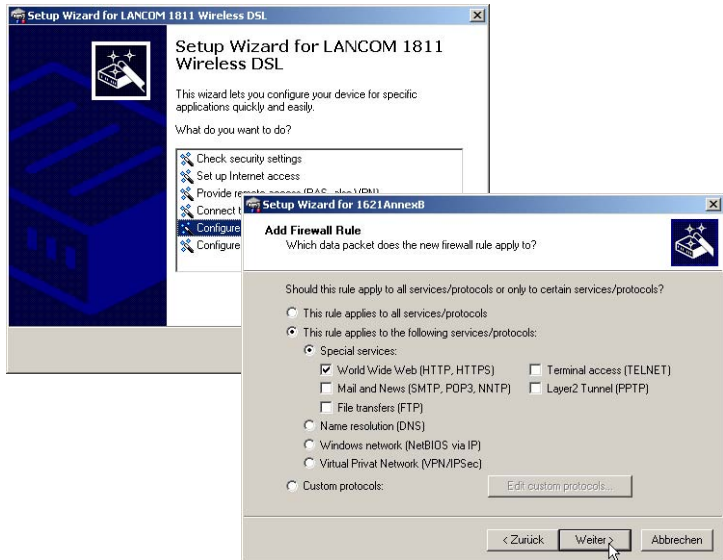 Setup Wizard for LANCOM 1811 Wireless DSL
Setup Wizard for LANCOM 1811
Wireless DSL
This wizard lets you configure your device for specific
applications quickly and easily.
What do you want to do?
Check security settings
Set up Internet access
Provide remote access (RAS, also VPN)
Connect t
Configure
Configure
Setup Wizard for 1621AnnexB
Add Firewall Rule
Which data packet does the new firewall rule apply to?
Should this rule apply to all services/protocols or only to certain services/protocols?
This rule applies to all services/protocols
This rule applies to the following services/protocols:
Special services:
World Wide Web (HTTP, HTTPS)
Terminal access (TELNET)
Mail and News (SMTP, POP3, NNTP)
Layer2 Tunnel (PPTP)
File transfers (FTP)
Name resolution (DNS)
Windows network (NetBIOS via IP)
Virtual Privat Network (VPN/IPSec)
Custom protocols:
Edit custom protocols...
< Zurück
Weiter >
Abbrechen